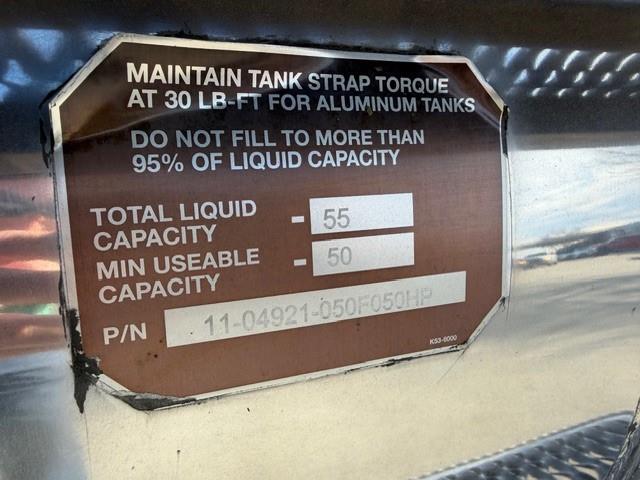 MAINTAIN TANK STRAP TORQUE
AT 30 LB-FT FOR ALUMINUM TANKS
DO NOT FILL TO MORE THAN
95% OF LIQUID CAPACITY
TOTAL LIQUID
CAPACITY - 55
MIN USEABLE
CAPACITY - 50
P/N 11-04921-050F050HP
K53-6000